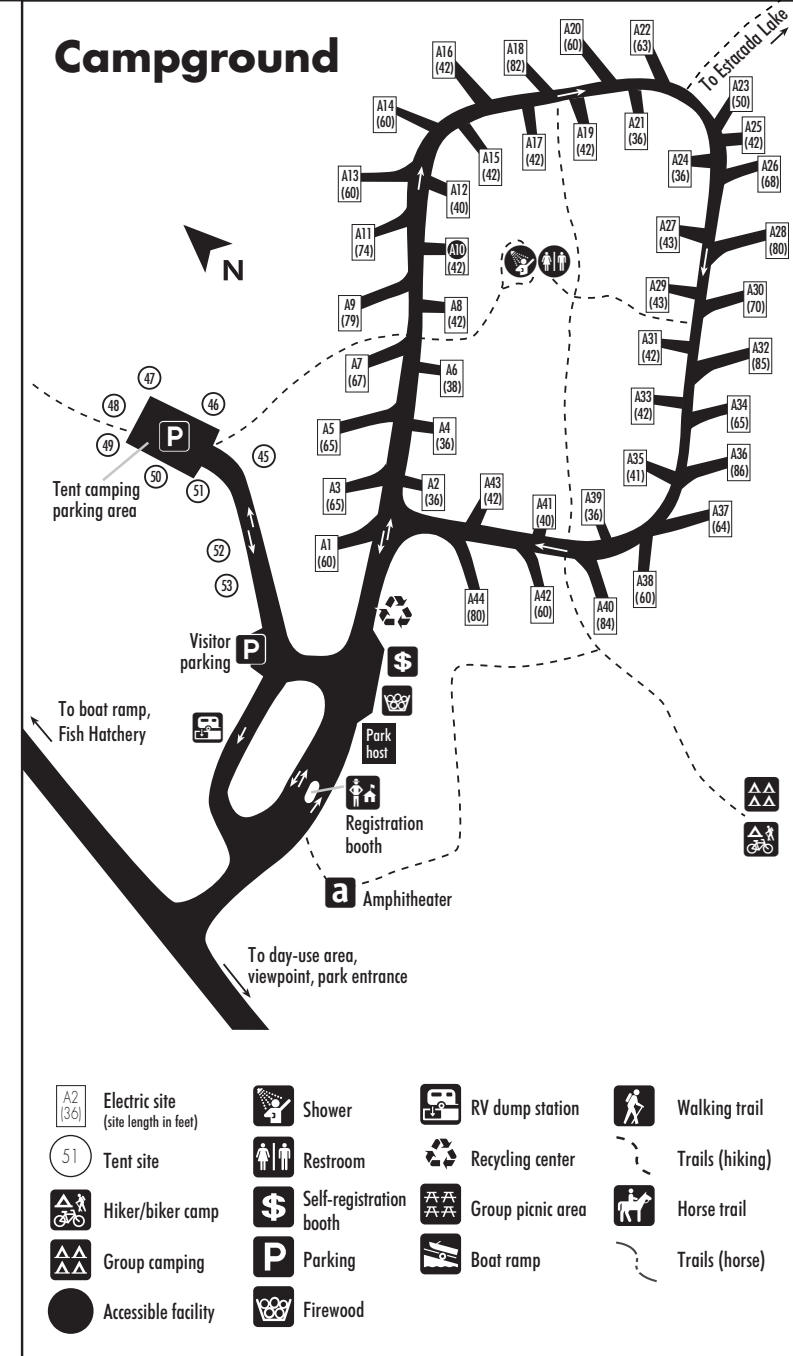 Campground
To Estacada Lake
A20
(60)
A22
(63)
A16
(42)
A18
(82)
A23
(50)
A14
(60)
A25
(42)
A15
(42)
A17
(42)
A19
(42)
A21
(36)
A24
(36)
A26
(68)
A13
(60)
A12
(40)
A11
(74)
A10
(42)
A27
(43)
A28
(80)
N
A9
(79)
A8
(42)
A29
(43)
A30
(70)
A7
(67)
A6
(38)
A31
(42)
A32
(85)
47
48
46
49
P
50
51
45
Tent camping
parking area
A5
(65)
A4
(36)
A33
(42)
A34
(65)
A3
(65)
A2
(36)
A43
(42)
A41
(40)
A39
(36)
A35
(41)
A36
(86)
A37
(64)
A1
(60)
52
53
A44
(80)
A42
(60)
A40
(84)
A38
(60)
Visitor
parking
P
$
To boat ramp,
Fish Hatchery
Park
host
Registration
booth
a
Amphitheater
To day-use area,
viewpoint, park entrance
A2
(36)
Electric site
(site length in feet)
51
Tent site
Hiker/biker camp
Group camping
Accessible facility
Shower
Restroom
$
Self-registration
booth
P
Parking
Firewood
RV dump station
Recycling center
Group picnic area
Boat ramp
Walking trail
Trails (hiking)
Horse trail
Trails (horse)